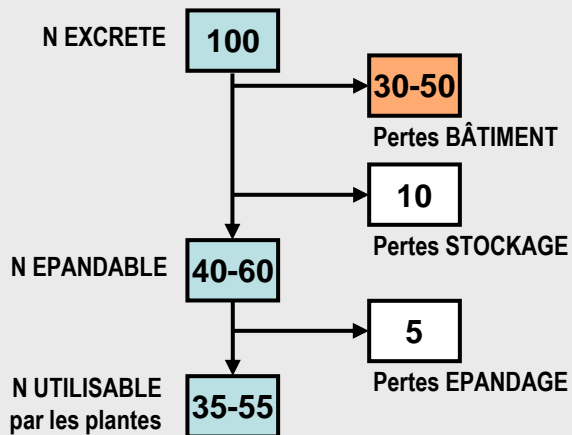 N EXCRETE
100
30-50
Pertes BÂTIMENT
10
Pertes STOCKAGE
N EPANDABLE
40-60
5
Pertes EPANDAGE
N UTILISABLE
par les plantes
35-55